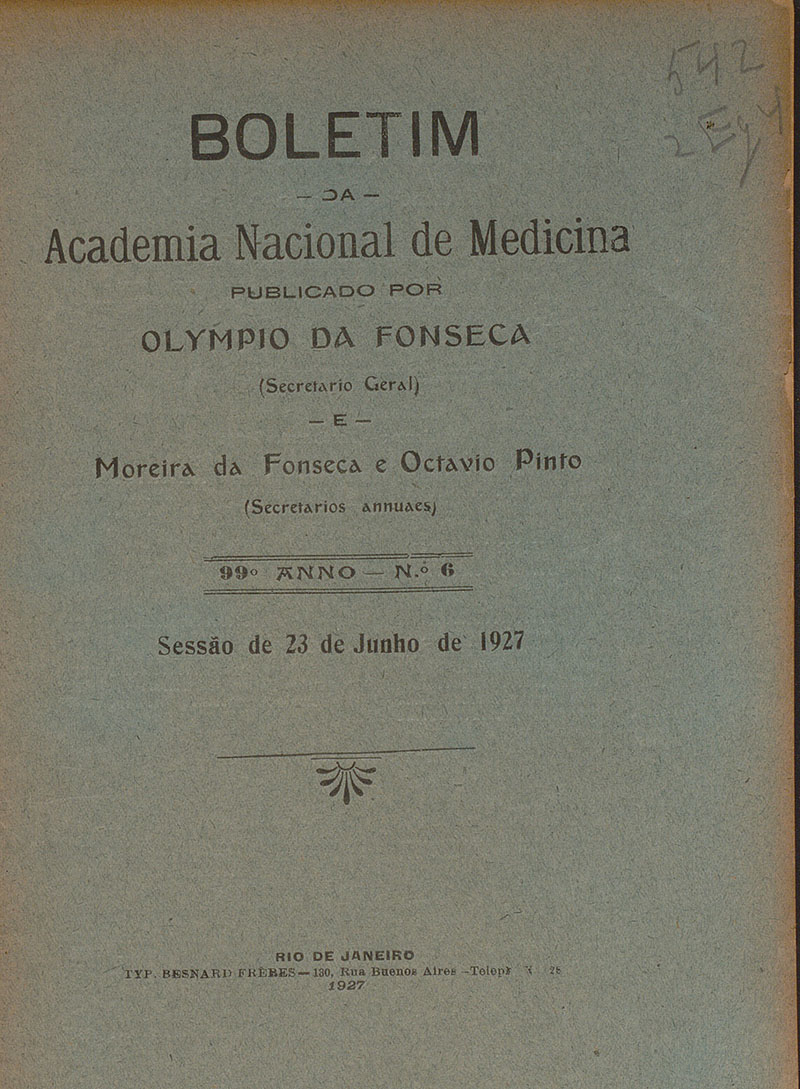 542
BOLETIM
— DA —
Academia Nacional de Medicina
PUBLICADO POR
OLYMPIO DA FONSECA
(Secretario Geral)
— E —
Moreira da Fonseca e Octavio Pinto
(Secretarios annuaes)
99º ANNO — N.º 6
Sessão de 23 de Junho de 1927
RIO DE JANEIRO
TYP. BESNARD FRÈRES — 130, Rua Buenos Aires -
1927